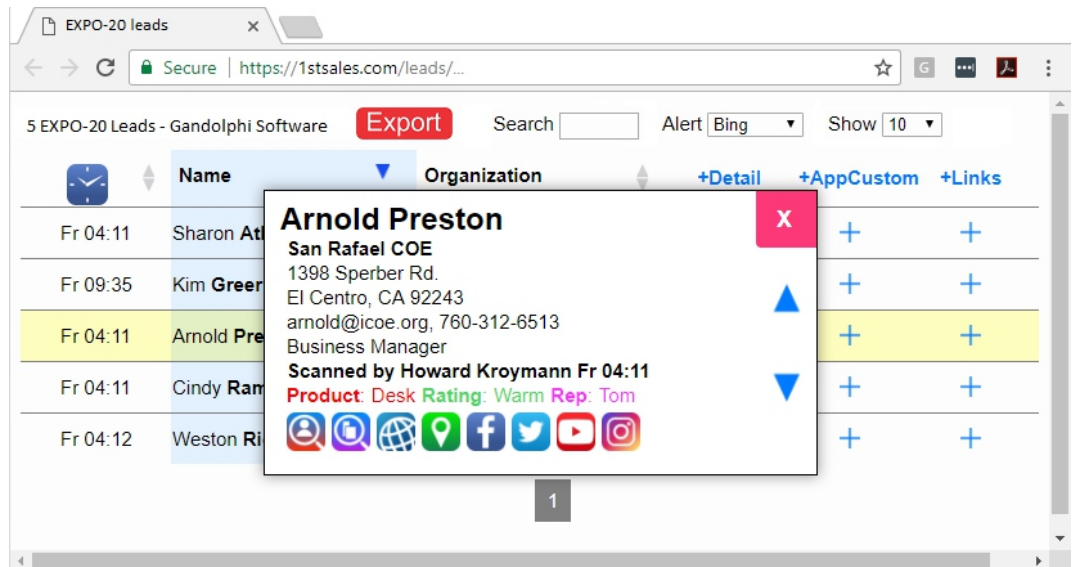 EXPO-20 leads
Secure | https://1stsales.com/leads/...
G
5 EXPO-20 Leads - Gandolphi Software Export Search Alert Bing Show 10
Name Organization +Detail +AppCustom +Links
Fr 04:11 Sharon Atl
Fr 09:35 Kim Greer
Fr 04:11 Arnold Pre
Fr 04:11 Cindy Ram
Fr 04:12 Weston Ri
Arnold Preston X
San Rafael COE
1398 Sperber Rd.
El Centro, CA 92243
arnold@icoe.org, 760-312-6513
Business Manager
Scanned by Howard Kroymann Fr 04:11
Product: Desk Rating: Warm Rep: Tom
1